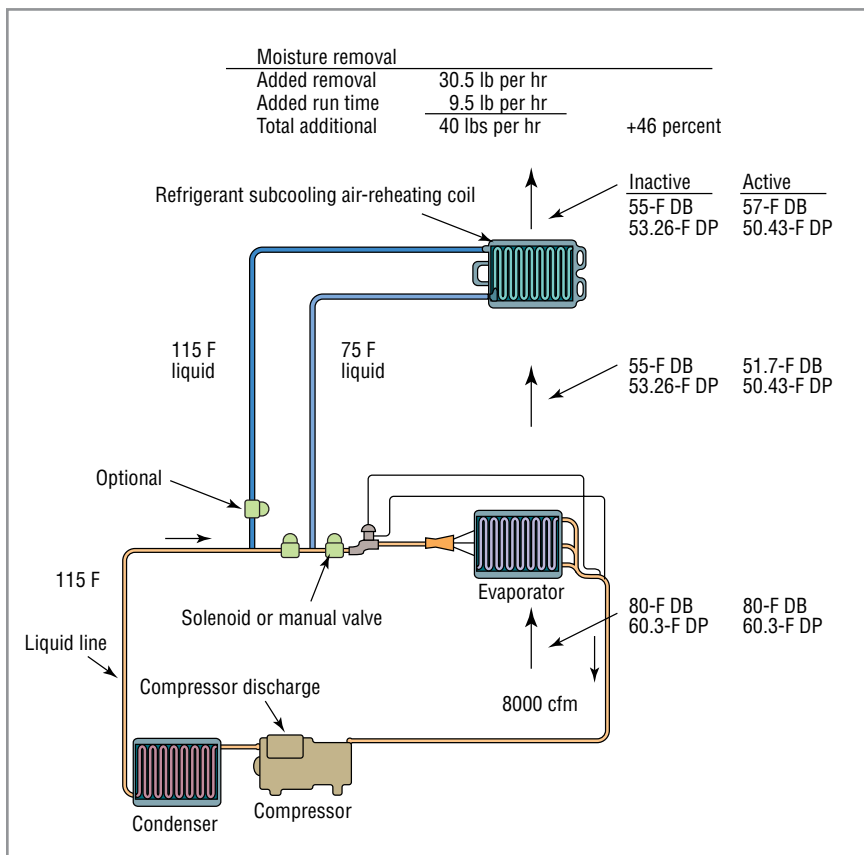 Moisture removal
Added removal 30.5 lb per hr
Added run time 9.5 lb per hr
Total additional 40 lbs per hr +46 percent
Refrigerant subcooling air-reheating coil
Inactive Active
55-F DB 57-F DB
53.26-F DP 50.43-F DP
115 F
liquid
75 F
liquid
55-F DB 51.7-F DB
53.26-F DP 50.43-F DP
Optional
115 F
Solenoid or manual valve
Evaporator
80-F DB 80-F DB
60.3-F DP 60.3-F DP
Liquid line
Compressor discharge
8000 cfm
Condenser
Compressor